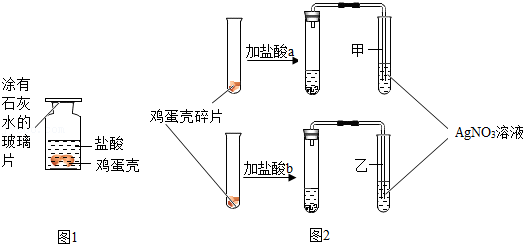 涂有
石灰
水的
玻璃
片
盐酸
鸡蛋壳
图1
鸡蛋壳碎片
加盐酸a
甲
加盐酸b
乙
AgNO₃溶液
图2